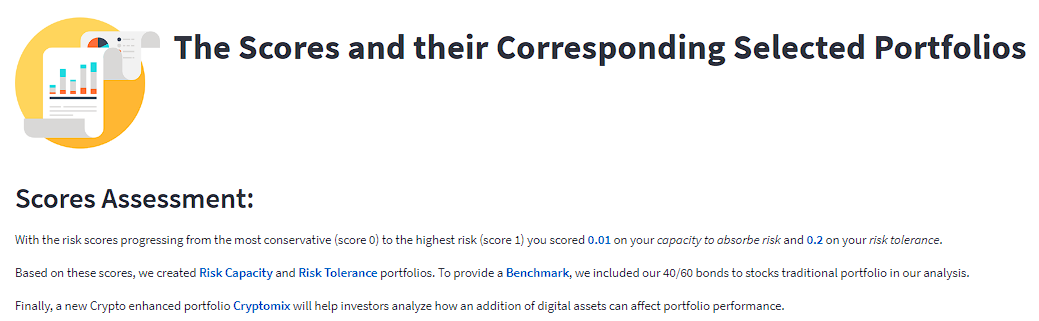 The Scores and their Corresponding Selected Portfolios
Scores Assessment:
With the risk scores progressing from the most conservative (score 0) to the highest risk (score 1) you scored 0.01 on your capacity to absorbe risk and 0.2 on your risk tolerance.
Based on these scores, we created Risk Capacity and Risk Tolerance portfolios. To provide a Benchmark, we included our 40/60 bonds to stocks traditional portfolio in our analysis.
Finally, a new Crypto enhanced portfolio Cryptomix will help investors analyze how an addition of digital assets can affect portfolio performance.